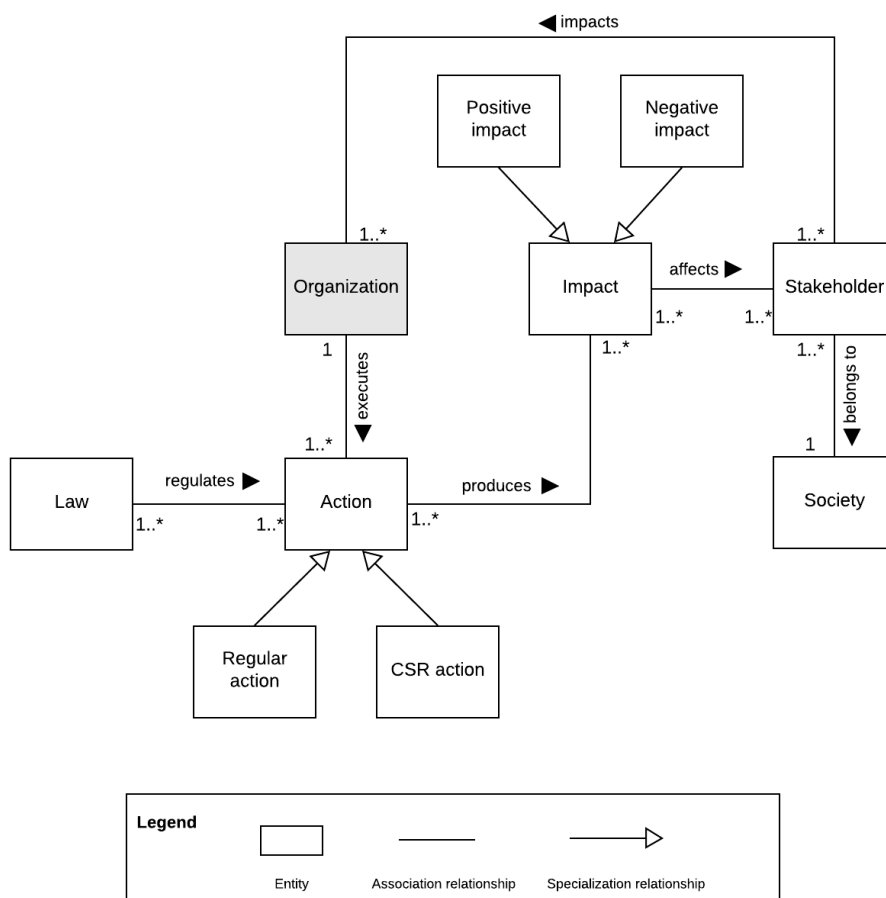 impacts
Positive
impact
Negative
impact
1..*
1..*
Organization
Impact
affects
Stakeholder
1..*
1..*
1
executes
1..*
1..*
belongs to
1..*
1
Law
regulates
Action
produces
Society
1..*
1..*
1..*
Regular
action
CSR action
Legend
Entity
Association relationship
Specialization relationship